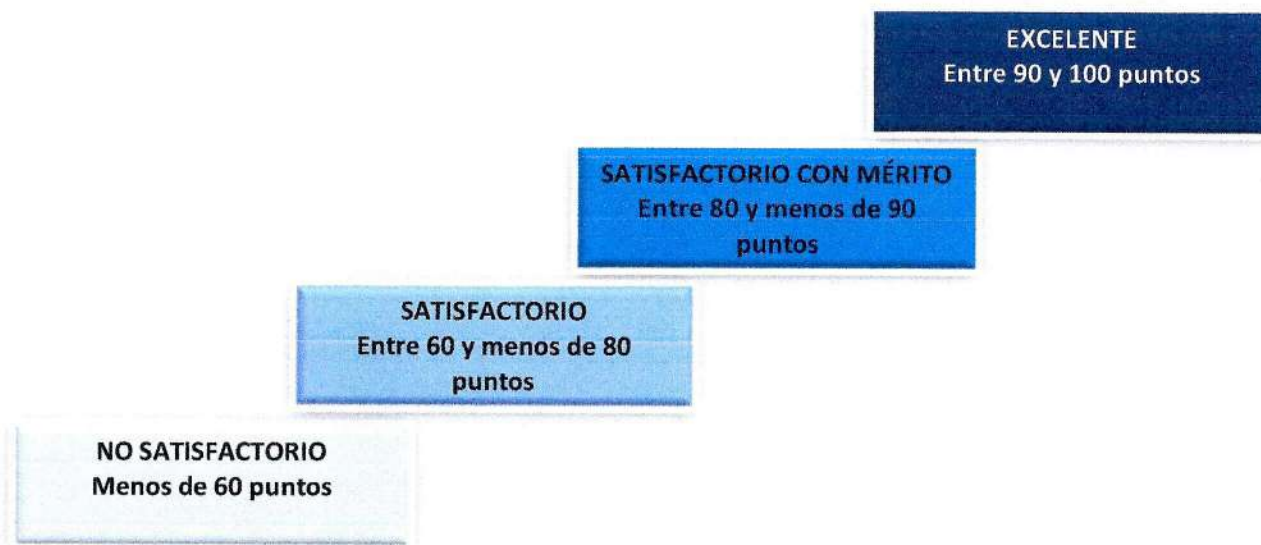 EXCELENTE
Entre 90 y 100 puntos
SATISFACTORIO CON MÉRITO
Entre 80 y menos de 90
puntos
SATISFACTORIO
Entre 60 y menos de 80
puntos
NO SATISFACTORIO
Menos de 60 puntos